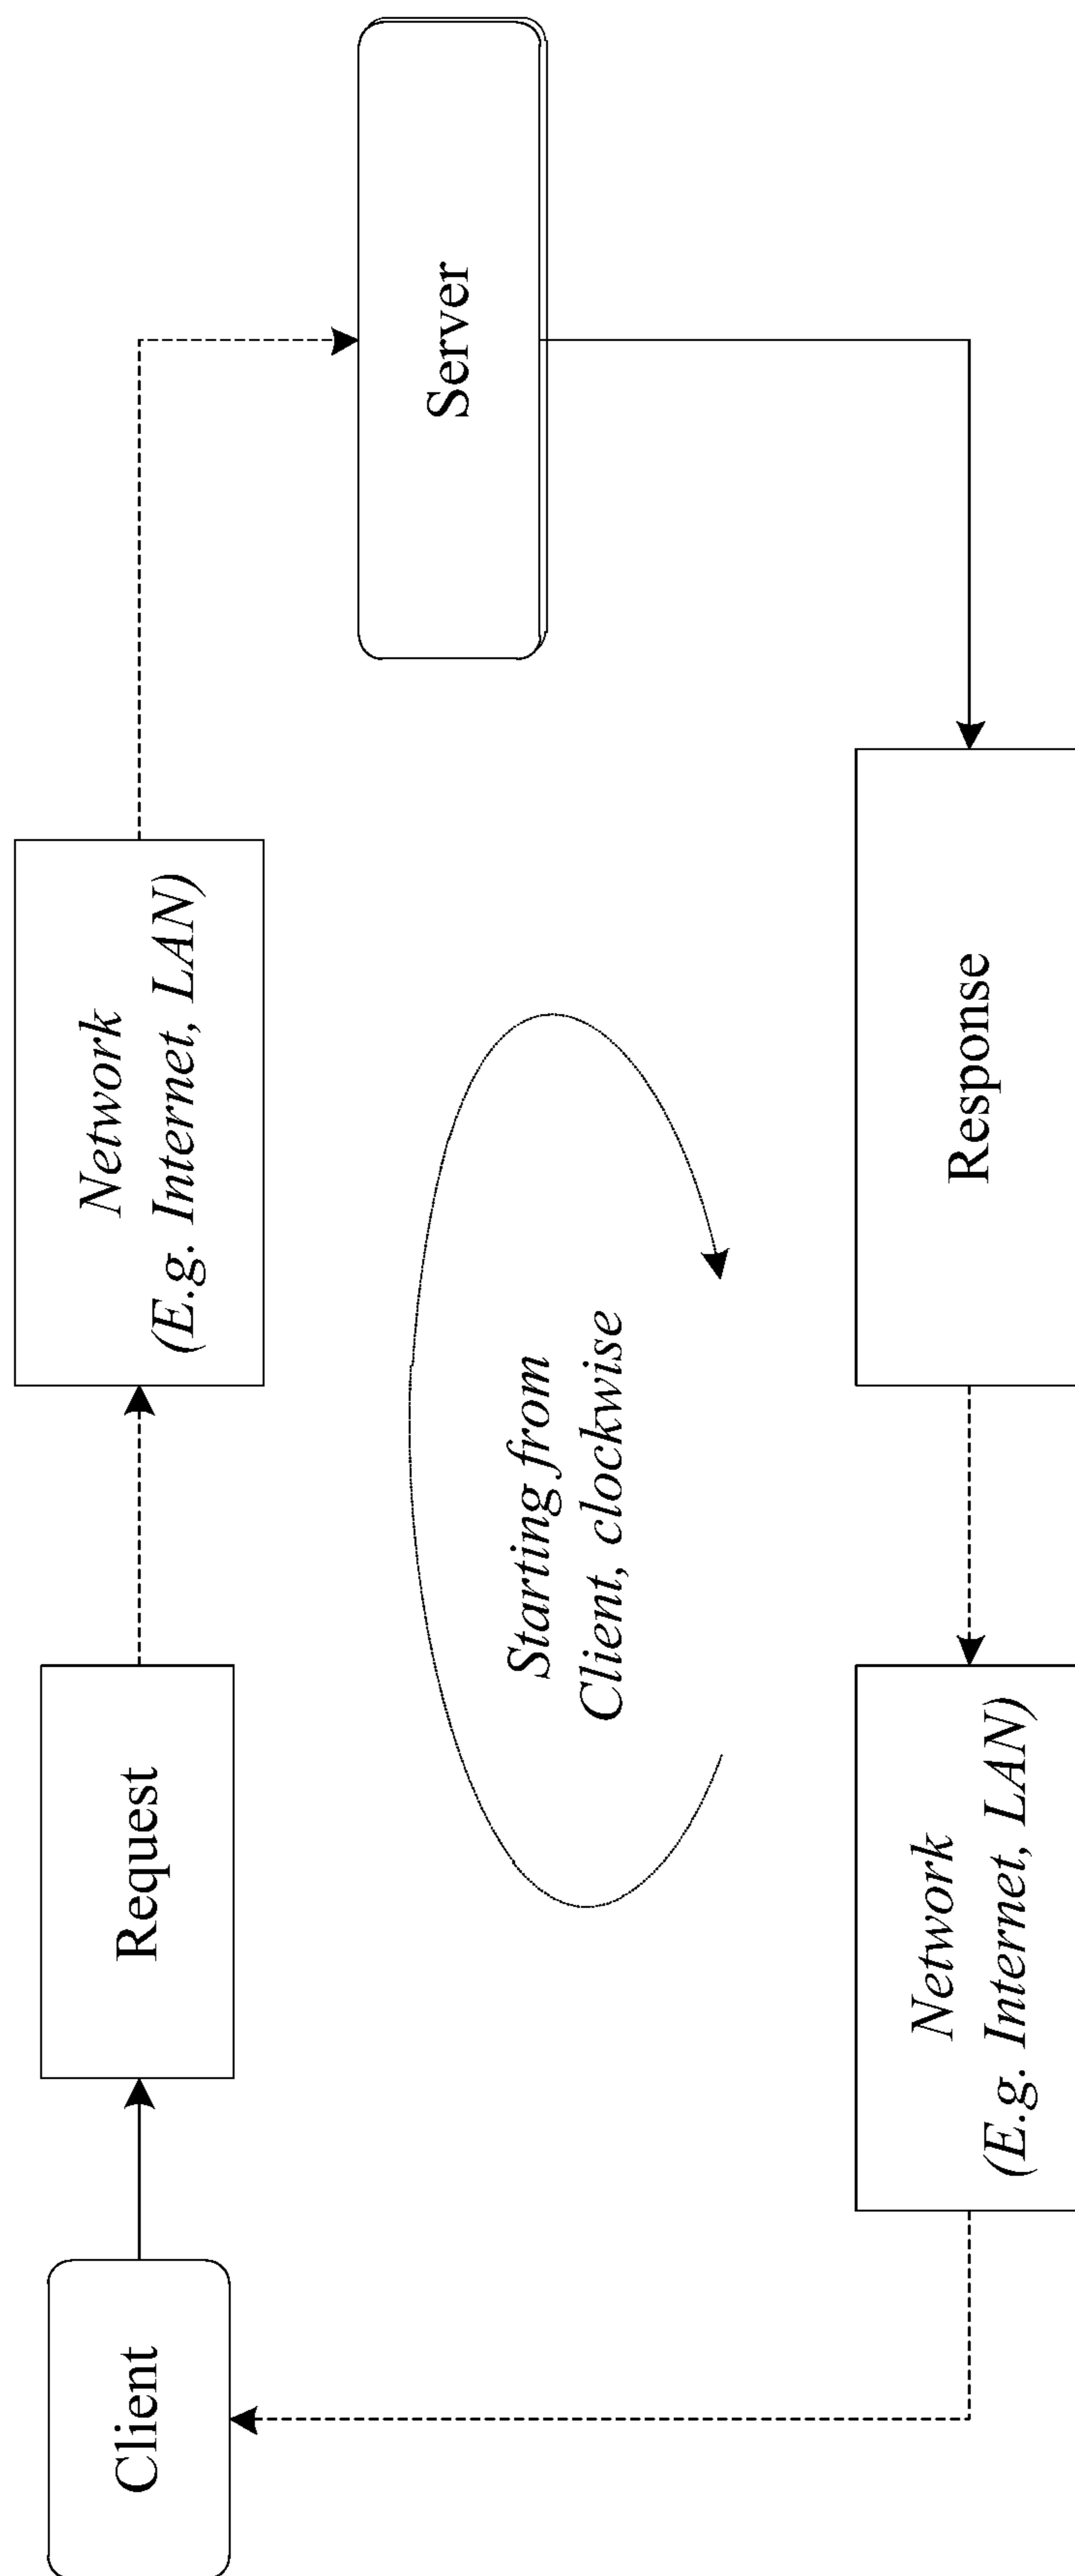 Client
Request
Network
(E.g. Internet, LAN)
Server
Starting from
Client, clockwise
Response
Network
(E.g. Internet, LAN)